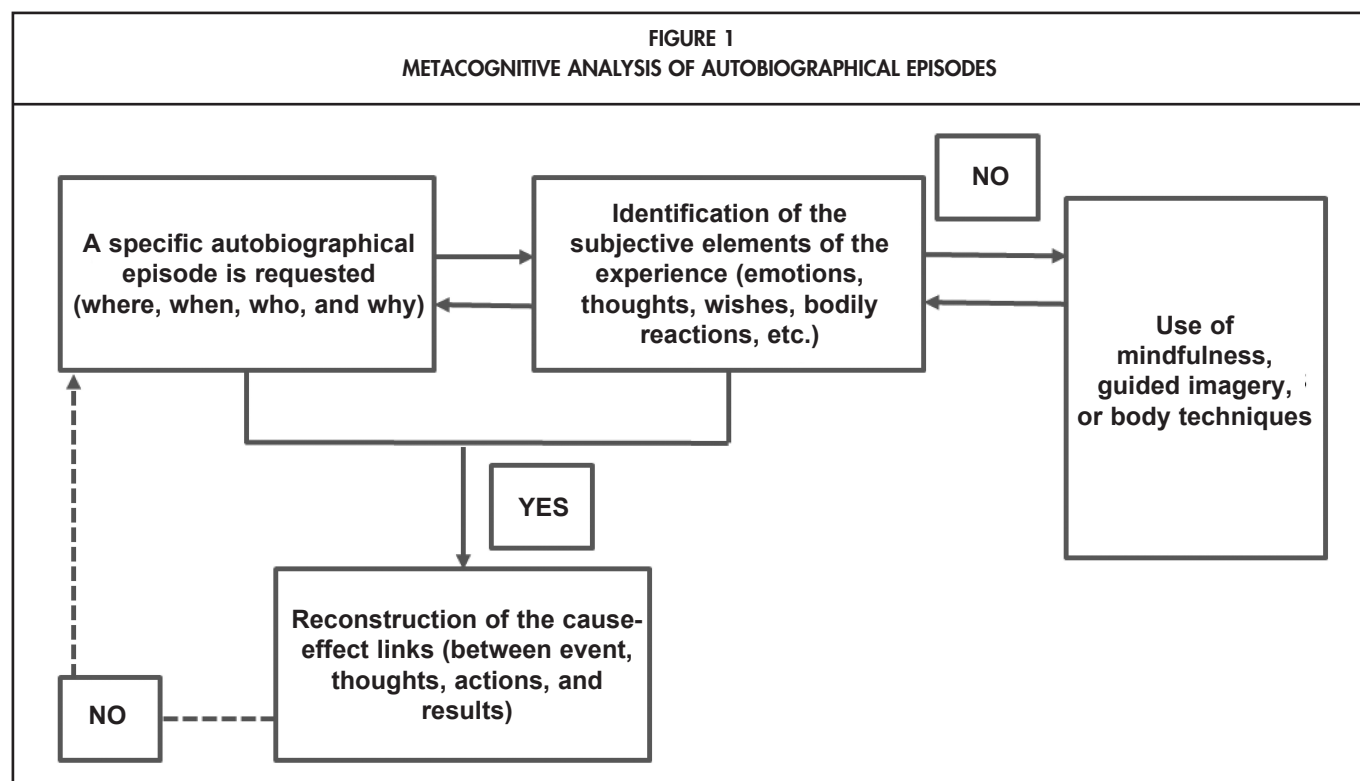 FIGURE 1
METACOGNITIVE ANALYSIS OF AUTOBIOGRAPHICAL EPISODES
A specific autobiographical
episode is requested
(where, when, who, and why)
Identification of the
subjective elements of the
experience (emotions,
thoughts, wishes, bodily
reactions, etc.)
NO
Use of
mindfulness,
guided imagery,
or body techniques
YES
Reconstruction of the cause-
effect links (between event,
thoughts, actions, and
results)
NO